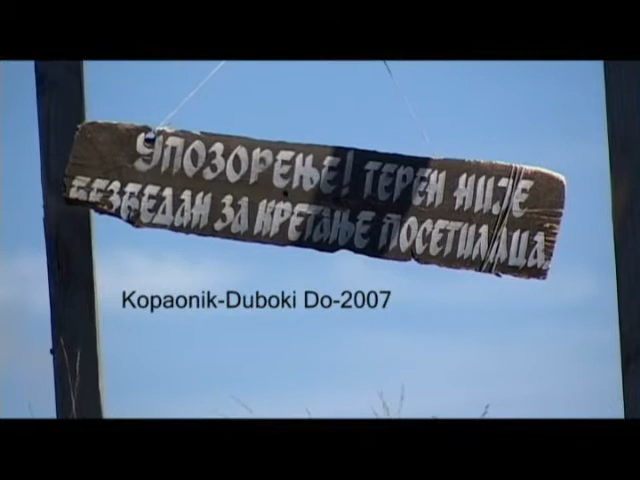 УПОЗОРЕЊЕ! ТЕРЕН НИЈЕ
БЕЗБЕДАН ЗА КРЕТАЊЕ ПОСЕТИЛАЦА.
Kopaonik-Duboki Do-2007